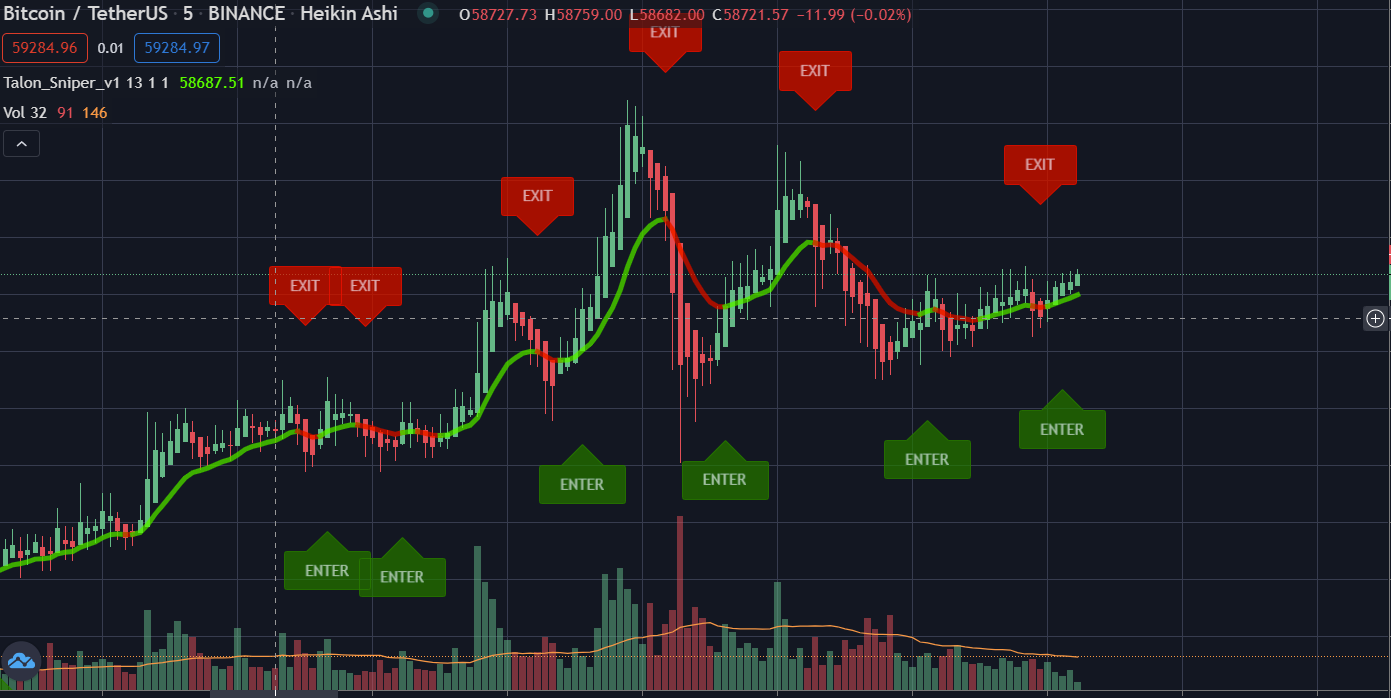 Bitcoin / TetherUS · 5 · BINANCE · Heikin Ashi O58727.73 H58759.00 L58682.00 C58721.57 −11.99 (−0.02%)
59284.96 0.01 59284.97
Talon_Sniper_v1 13 1 1 58687.51 n/a n/a
Vol 32 91 146
EXIT
EXIT
EXIT
EXIT
EXIT EXIT
ENTER
ENTER
ENTER
ENTER
ENTER
ENTER